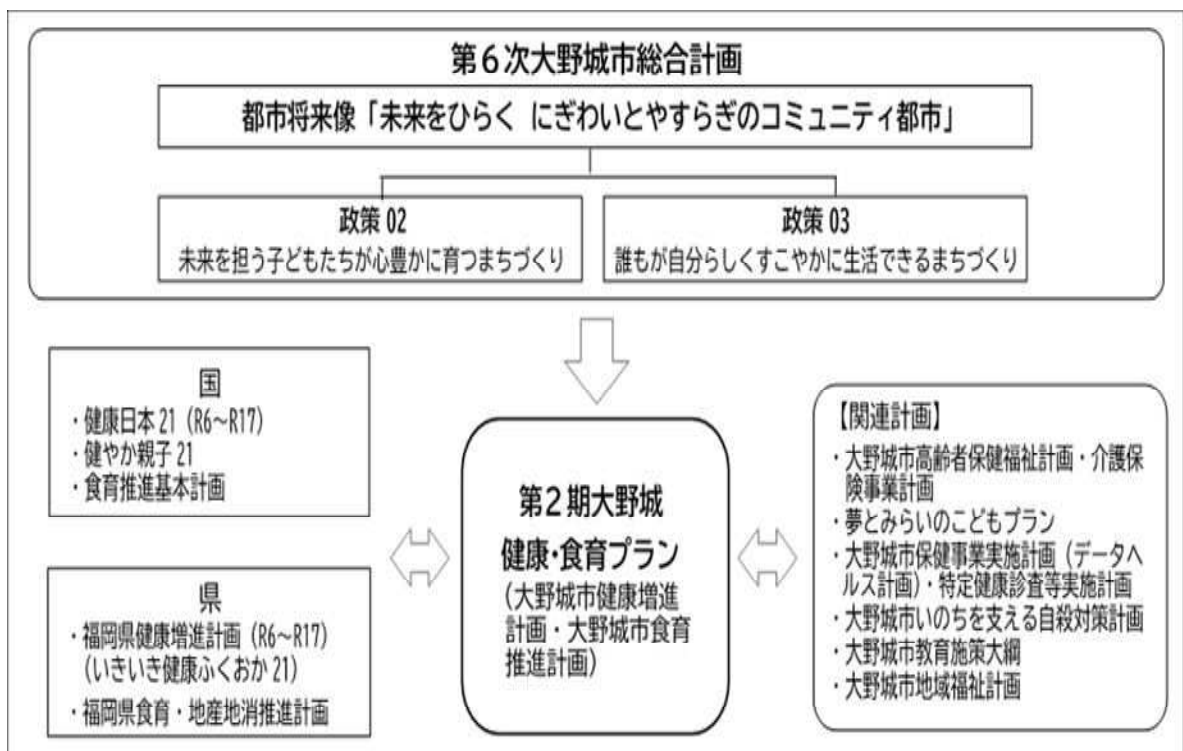 第6次大野城市総合計画
都市将来像「未来をひらく にぎわいとやすらぎのコミュニティ都市」
政策 02
未来を担う子どもたちが心豊かに育つまちづくり
政策 03
誰もが自分らしくすこやかに生活できるまちづくり
国
・健康日本 21（R6～R17）
・健やか親子 21
・食育推進基本計画
県
・福岡県健康増進計画（R6～R17）
（いきいき健康ふくおか 21）
・福岡県食育・地産地消推進計画
第2期大野城
健康・食育プラン
（大野城市健康増進
計画・大野城市食育
推進計画）
【関連計画】
・大野城市高齢者保健福祉計画・介護保
険事業計画
・夢とみらいのこどもプラン
・大野城市保健事業実施計画（データヘ
ルス計画）・特定健康診査等実施計画
・大野城市いのちを支える自殺対策計画
・大野城市教育施策大綱
・大野城市地域福祉計画